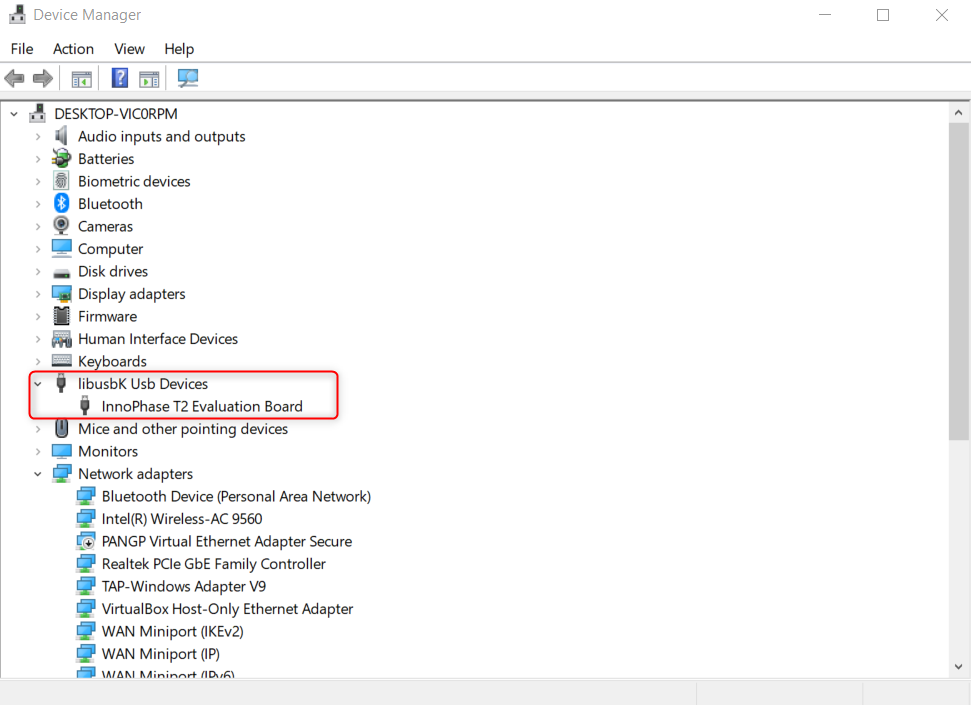 Device Manager
File Action View Help
DESKTOP-VIC0RPM
Audio inputs and outputs
Batteries
Biometric devices
Bluetooth
Cameras
Computer
Disk drives
Display adapters
Firmware
Human Interface Devices
Keyboards
libusbK Usb Devices
InnoPhase T2 Evaluation Board
Mice and other pointing devices
Monitors
Network adapters
Bluetooth Device (Personal Area Network)
Intel(R) Wireless-AC 9560
PANGP Virtual Ethernet Adapter Secure
Realtek PCIe GbE Family Controller
TAP-Windows Adapter V9
VirtualBox Host-Only Ethernet Adapter
WAN Miniport (IKEv2)
WAN Miniport (IP)
WAN Miniport (IPv6)